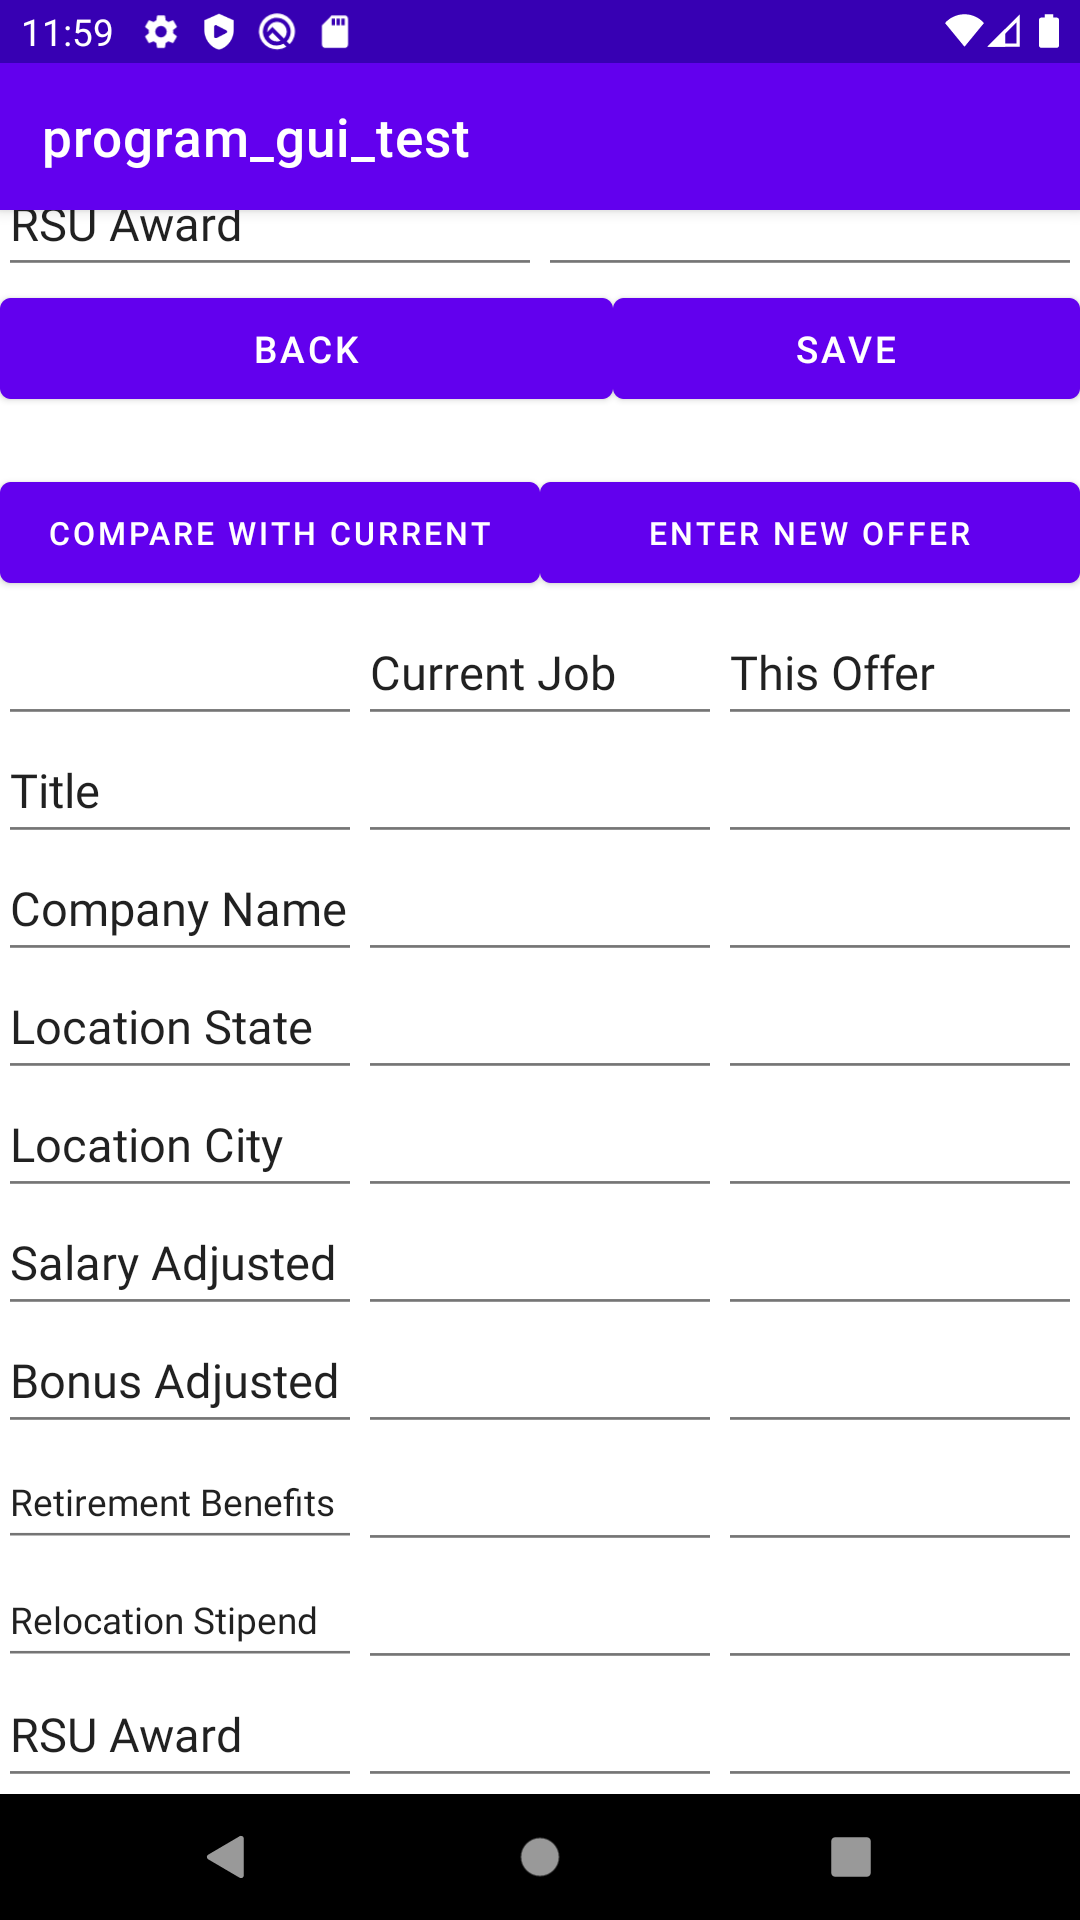 11:59
program_gui_test
RSU Award
BACK SAVE
COMPARE WITH CURRENT ENTER NEW OFFER
Current Job This Offer
Title
Company Name
Location State
Location City
Salary Adjusted
Bonus Adjusted
Retirement Benefits
Relocation Stipend
RSU Award